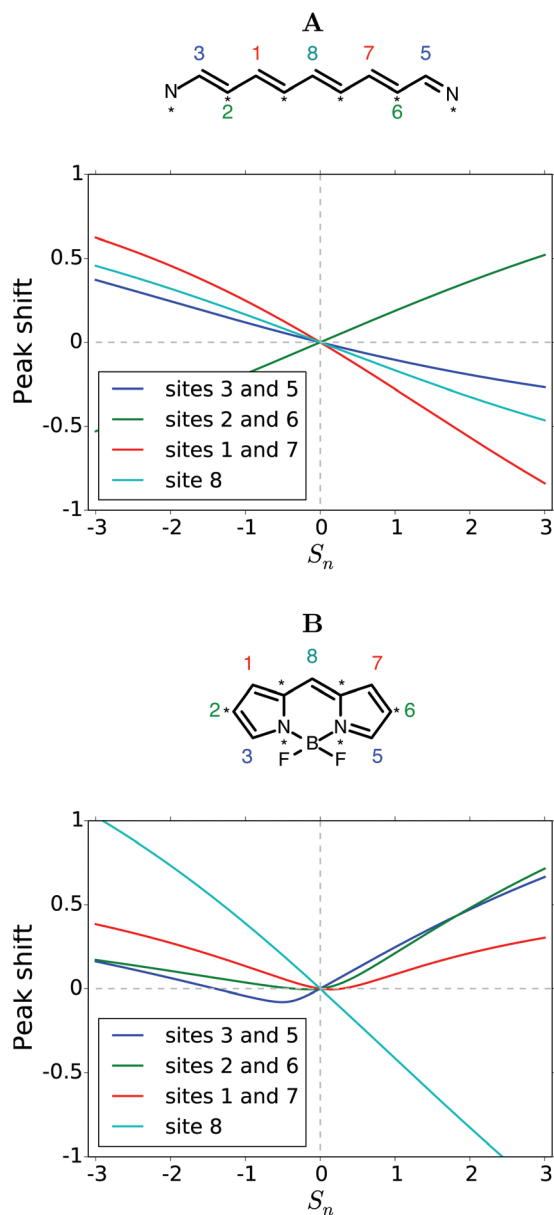 A
3 1 8 7 5
N
N
* * * * * *
2 6
1
0.5
0
-0.5
-1
Peak shift
sites 3 and 5
sites 2 and 6
sites 1 and 7
site 8
-3 -2 -1 0 1 2 3
Sn
B
8
1 7
* *
2* *6
N N
* B *
3 F F 5
1
0.5
0
-0.5
-1
Peak shift
sites 3 and 5
sites 2 and 6
sites 1 and 7
site 8
-3 -2 -1 0 1 2 3
Sn